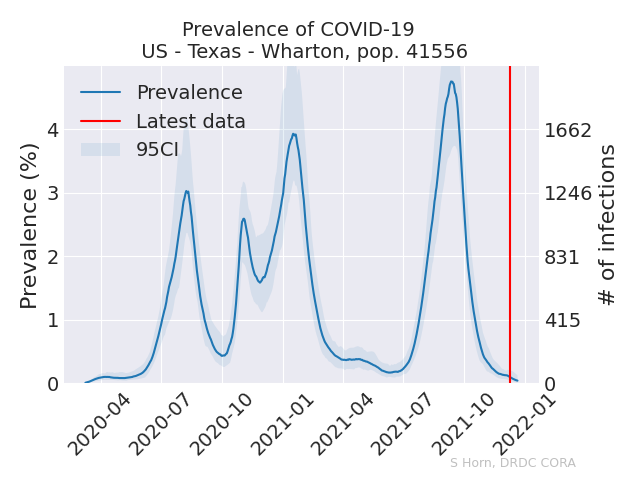 Prevalence of COVID-19
US - Texas - Wharton, pop. 41556
Prevalence
Latest data
95CI
Prevalence (%)
4
3
2
1
0
1662
1246
831
415
0
# of infections
2020-04
2020-07
2020-10
2021-01
2021-04
2021-07
2021-10
2022-01
S Horn, DRDC CORA